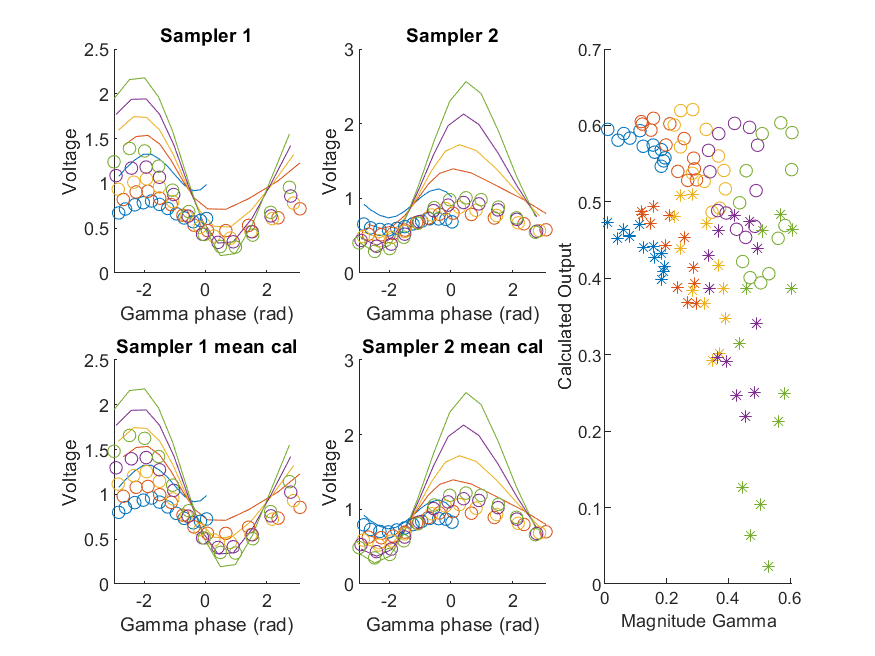 Sampler 1
2.5
2
1.5
1
0.5
0
-2 0 2
Voltage
Gamma phase (rad)
Sampler 2
3
2
1
0
-2 0 2
Voltage
Gamma phase (rad)
Sampler 1 mean cal
2.5
2
1.5
1
0.5
0
-2 0 2
Voltage
Gamma phase (rad)
Sampler 2 mean cal
3
2
1
0
-2 0 2
Voltage
Gamma phase (rad)
0.7
0.6
0.5
0.4
0.3
0.2
0.1
0
0 0.2 0.4 0.6
Calculated Output
Magnitude Gamma